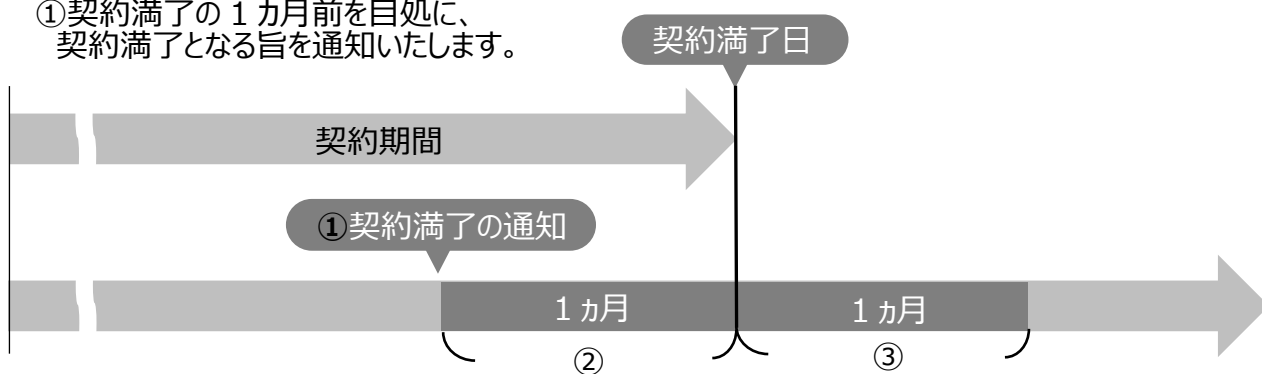 ①契約満了の 1 ヵ月前を目処に、
契約満了となる旨を通知いたします。
契約満了日
契約期間
①契約満了の通知
1 ヵ月
1 ヵ月
②
③